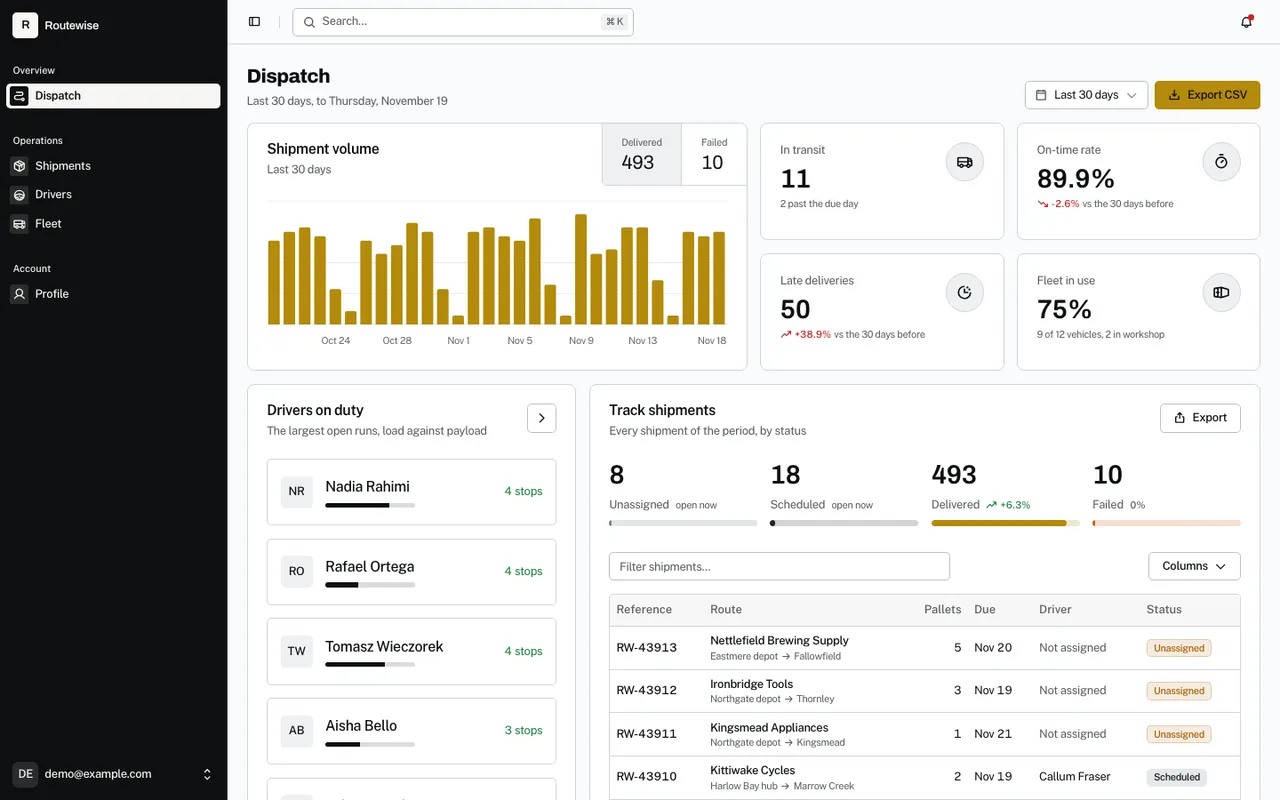 R Routewise
Overview
Dispatch
Operations
Shipments
Drivers
Fleet
Account
Profile
DE demo@example.com
Search... ⌘ K
Dispatch
Last 30 days, to Thursday, November 19
Last 30 days
Export CSV
Shipment volume
Last 30 days
Delivered
493
Failed
10
Oct 24 Oct 28 Nov 1 Nov 5 Nov 9 Nov 13 Nov 18
In transit
11
2 past the due day
On-time rate
89.9%
-2.6% vs the 30 days before
Late deliveries
50
+38.9% vs the 30 days before
Fleet in use
75%
9 of 12 vehicles, 2 in workshop
Drivers on duty
The largest open runs, load against payload
NR Nadia Rahimi 4 stops
RO Rafael Ortega 4 stops
TW Tomasz Wieczorek 4 stops
AB Aisha Bello 3 stops
Track shipments
Every shipment of the period, by status
Export
8
Unassigned open now
18
Scheduled open now
493
Delivered +6.3%
10
Failed 0%
Filter shipments...
Columns
Reference Route Pallets Due Driver Status
RW-43913 Nettlefield Brewing Supply 5 Nov 20 Not assigned Unassigned
Eastmere depot → Fallowfield
RW-43912 Ironbridge Tools 3 Nov 19 Not assigned Unassigned
Northgate depot → Thornley
RW-43911 Kingsmead Appliances 1 Nov 21 Not assigned Unassigned
Northgate depot → Kingsmead
RW-43910 Kittiwake Cycles 2 Nov 19 Callum Fraser Scheduled
Harlow Bay hub → Marrow Creek